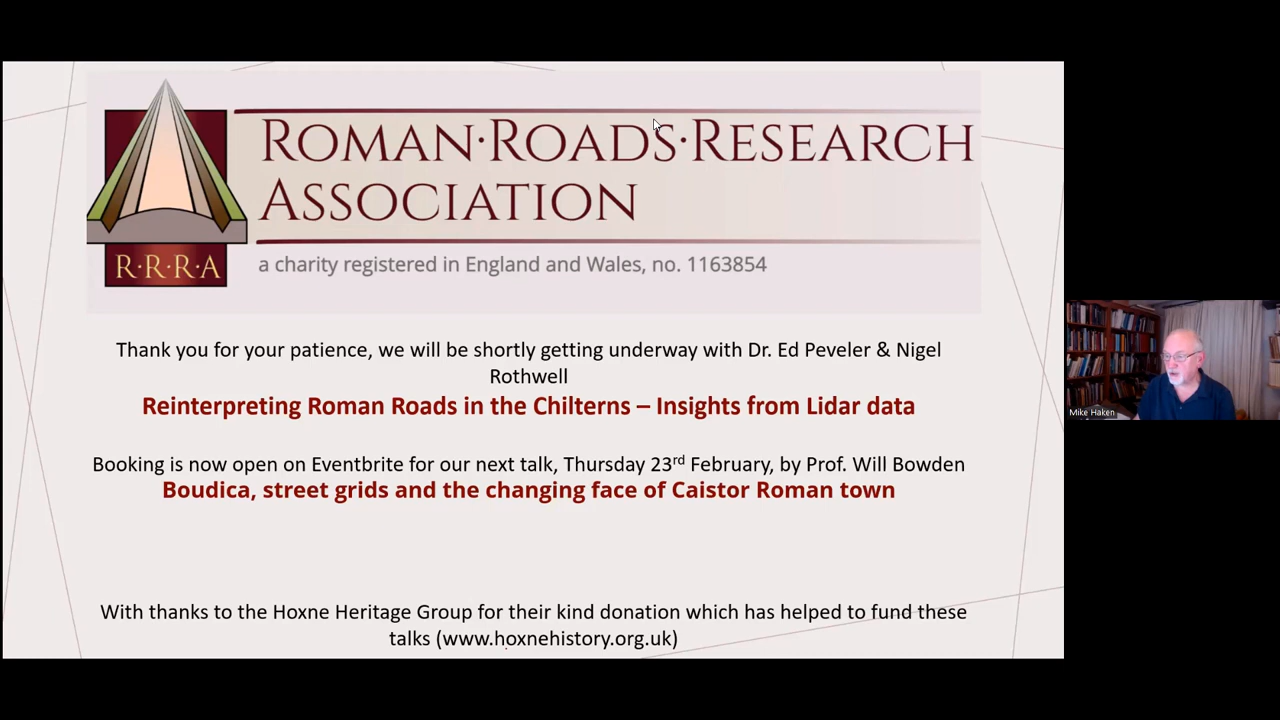 ROMAN·ROADS·RESEARCH
ASSOCIATION
R·R·R·A
a charity registered in England and Wales, no. 1163854
Thank you for your patience, we will be shortly getting underway with Dr. Ed Peveler & Nigel
Rothwell
Reinterpreting Roman Roads in the Chilterns – Insights from Lidar data
Booking is now open on Eventbrite for our next talk, Thursday 23rd February, by Prof. Will Bowden
Boudica, street grids and the changing face of Caistor Roman town
With thanks to the Hoxne Heritage Group for their kind donation which has helped to fund these
talks (www.hoxnehistory.org.uk)
Mike Haken